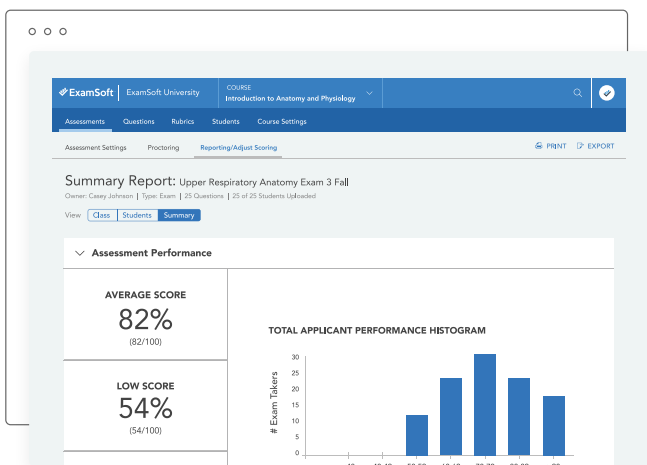 ExamSoft
ExamSoft University
COURSE
Introduction to Anatomy and Physiology
Assessments Questions Rubrics Students Course Settings
Assessment Settings Proctoring Reporting/Adjust Scoring PRINT EXPORT
Summary Report: Upper Respiratory Anatomy Exam 3 Fall
Owner: Casey Johnson | Type: Exam | 25 Questions | 25 of 25 Students Uploaded
View Class Students Summary
Assessment Performance
AVERAGE SCORE
82%
(82/100)
LOW SCORE
54%
(54/100)
TOTAL APPLICANT PERFORMANCE HISTOGRAM
# Exam Takers
30
25
20
15
10
5
0